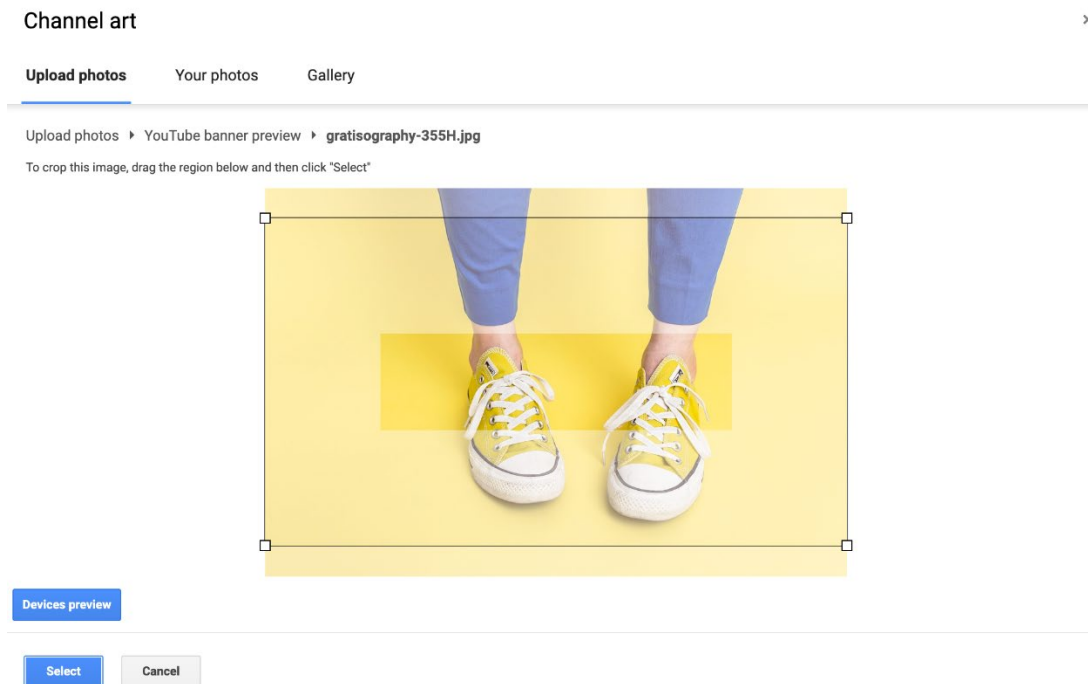 Channel art
Upload photos Your photos Gallery
Upload photos ▸ YouTube banner preview ▸ gratisography-355H.jpg
To crop this image, drag the region below and then click "Select"
Devices preview
Select Cancel